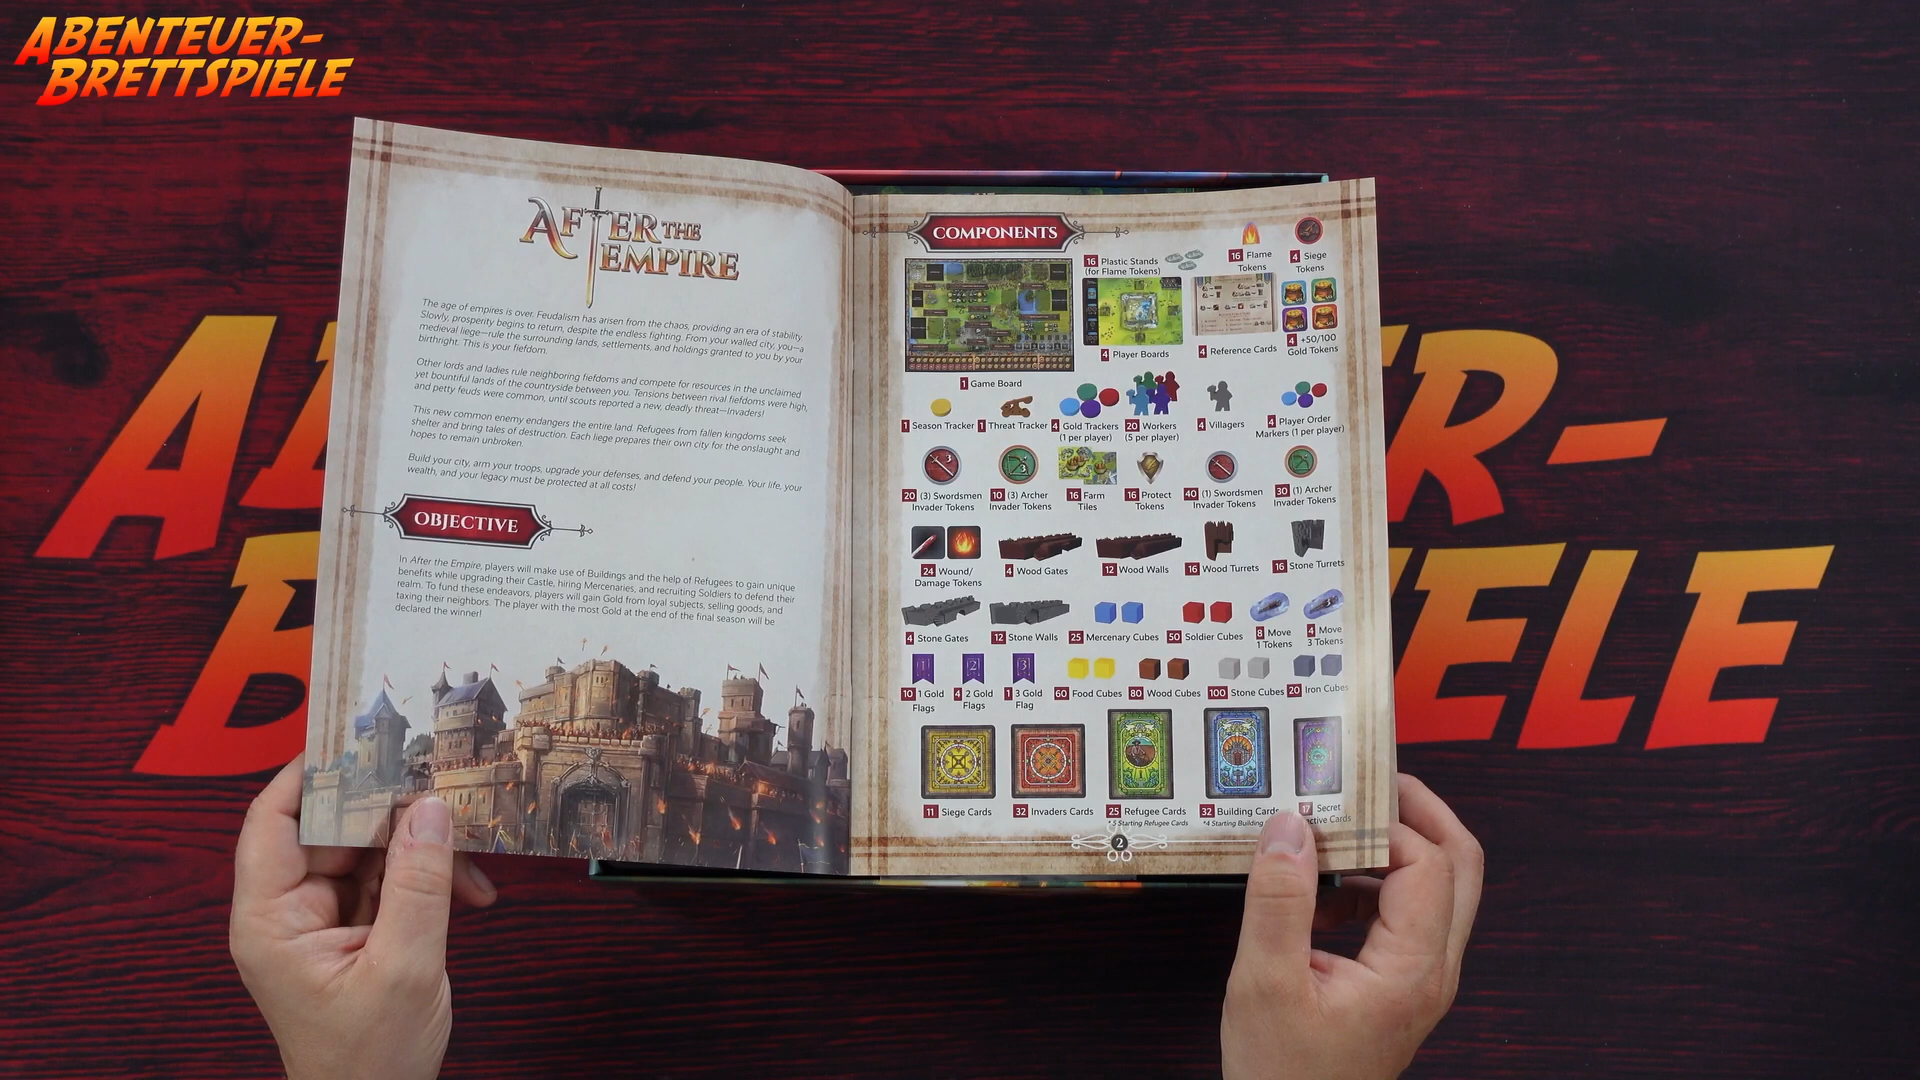 ABENTEUER-
BRETTSPIELE
AFTER THE
EMPIRE
The age of empires is over. Feudalism has arisen from the chaos, providing an era of stability.
Slowly, prosperity begins to return, despite the endless fighting. From your walled city, you—a
medieval liege—rule the surrounding lands, settlements, and holdings granted to you by your
birthright. This is your fiefdom.
Other lords and ladies rule neighboring fiefdoms and compete for resources in the unclaimed
yet bountiful lands of the countryside between you. Tensions between rival fiefdoms were high,
and petty feuds were common, until scouts reported a new, deadly threat—Invaders!
This new common enemy endangers the entire land. Refugees from fallen kingdoms seek
shelter and bring tales of destruction. Each liege prepares their own city for the onslaught and
hopes to remain unbroken.
Build your city, arm your troops, upgrade your defenses, and defend your people. Your life, your
wealth, and your legacy must be protected at all costs!
OBJECTIVE
In After the Empire, players will make use of Buildings and the help of Refugees to gain unique
benefits while upgrading their Castle, hiring Mercenaries, and recruiting Soldiers to defend their
realm. To fund these endeavors, players will gain Gold from loyal subjects, selling goods, and
taxing their neighbors. The player with the most Gold at the end of the final season will be
declared the winner!
COMPONENTS
1 Game Board
16 Plastic Stands
(for Flame Tokens)
16 Flame
Tokens
4 Siege
Tokens
4 Player Boards
4 Reference Cards
4 +50/100
Gold Tokens
1 Season Tracker
1 Threat Tracker
4 Gold Trackers
(1 per player)
20 Workers
(5 per player)
4 Villagers
4 Player Order
Markers (1 per player)
3
3
20 (3) Swordsmen
Invader Tokens
10 (3) Archer
Invader Tokens
16 Farm
Tiles
16 Protect
Tokens
40 (1) Swordsmen
Invader Tokens
30 (1) Archer
Invader Tokens
24 Wound/
Damage Tokens
4 Wood Gates
12 Wood Walls
16 Wood Turrets
16 Stone Turrets
4 Stone Gates
12 Stone Walls
25 Mercenary Cubes
50 Soldier Cubes
8 Move
1 Tokens
4 Move
3 Tokens
1
2
3
10 1 Gold
Flags
4 2 Gold
Flags
1 3 Gold
Flag
60 Food Cubes
80 Wood Cubes
100 Stone Cubes
20 Iron Cubes
11 Siege Cards
32 Invaders Cards
25 Refugee Cards
* 5 Starting Refugee Cards
32 Building Cards
*4 Starting Building
17 Secret
Cards
2